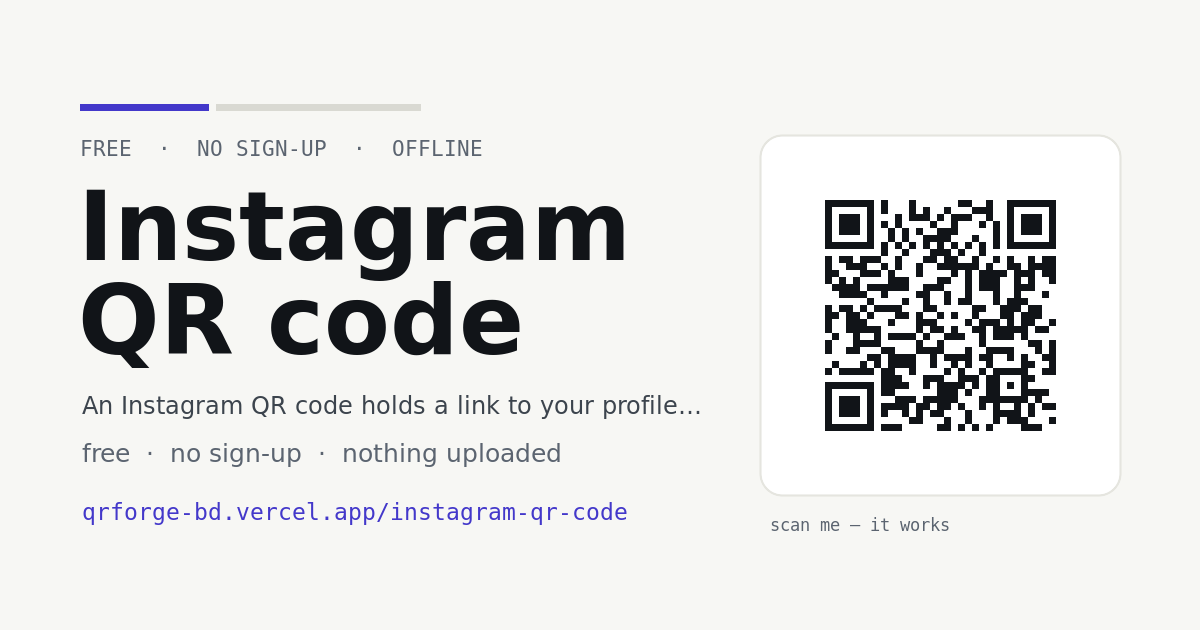 FREE · NO SIGN-UP · OFFLINE
Instagram
QR code
An Instagram QR code holds a link to your profile…
free · no sign-up · nothing uploaded
qrforge-bd.vercel.app/instagram-qr-code
scan me — it works